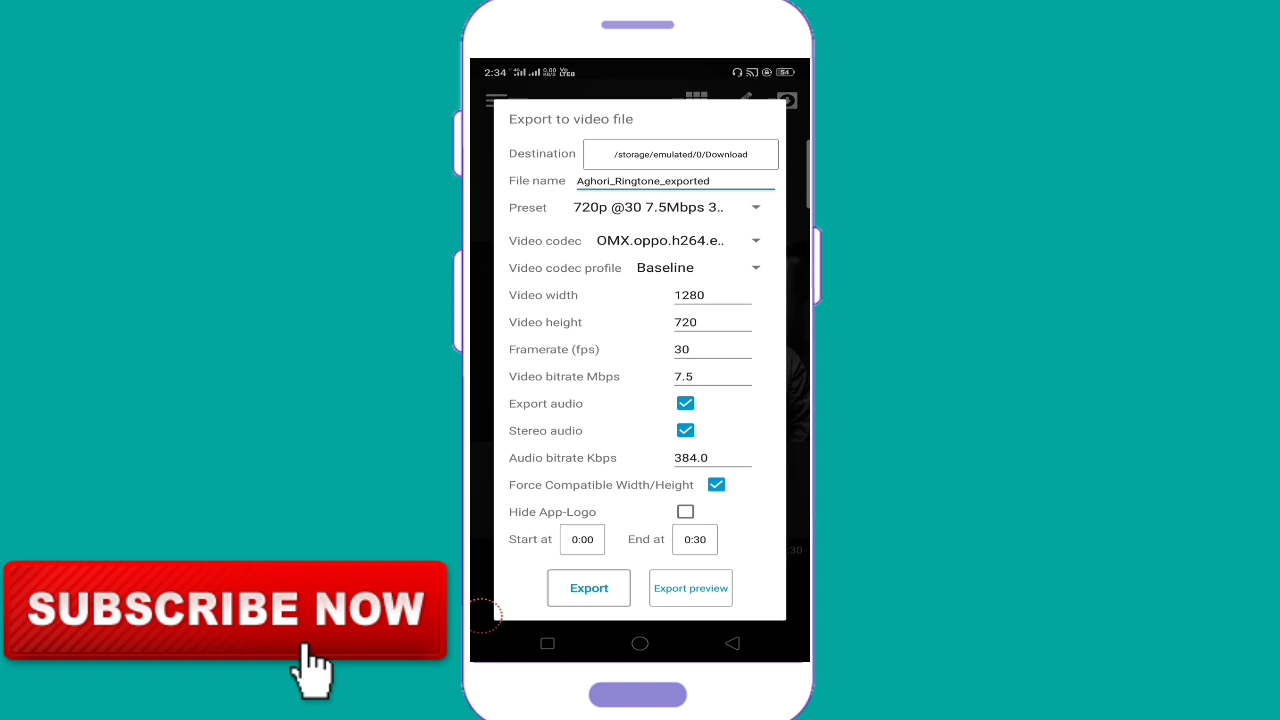 2:34
54
Export to video file
Destination /storage/emulated/0/Download
File name Aghori_Ringtone_exported
Preset 720p @30 7.5Mbps 3..
Video codec OMX.oppo.h264.e..
Video codec profile Baseline
Video width 1280
Video height 720
Framerate (fps) 30
Video bitrate Mbps 7.5
Export audio
Stereo audio
Audio bitrate Kbps 384.0
Force Compatible Width/Height
Hide App-Logo
Start at 0:00 End at 0:30
:30
Export Export preview
SUBSCRIBE NOW